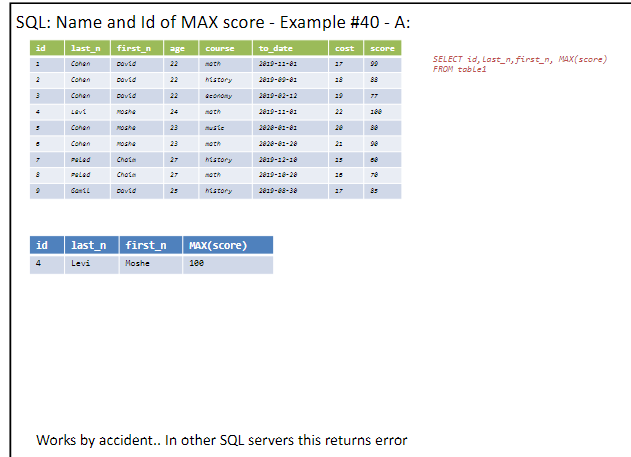 SQL: Name and Id of MAX score - Example #40 - A:
id last_n first_n age course to_date cost score
1 Cohen David 22 math 2019-11-01 17 99
2 Cohen David 22 history 2019-09-01 18 88
3 Cohen David 22 economy 2019-02-12 19 77
4 Levi Moshe 24 math 2019-11-01 22 100
5 Cohen Moshe 23 music 2020-01-01 20 80
6 Cohen Moshe 23 math 2020-01-20 21 90
7 Peled Chaim 27 history 2019-12-10 15 60
8 Peled Chaim 27 math 2019-10-20 16 70
9 Gamil David 25 history 2019-08-30 17 85
SELECT id,last_n,first_n, MAX(score)
FROM table1
id last_n first_n MAX(score)
4 Levi Moshe 100
Works by accident.. In other SQL servers this returns error